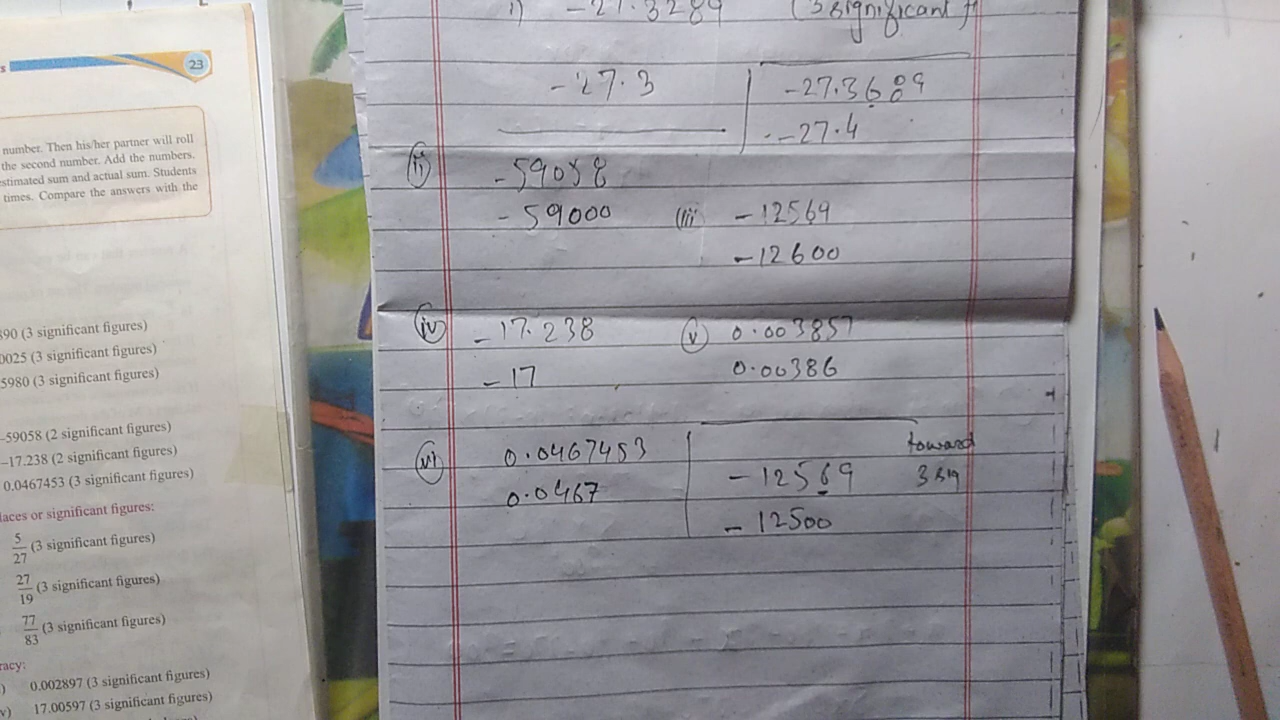 23
number. Then his/her partner will roll
the second number. Add the numbers.
estimated sum and actual sum. Students
times. Compare the answers with the
890 (3 significant figures)
0025 (3 significant figures)
5980 (3 significant figures)
-59058 (2 significant figures)
-17.238 (2 significant figures)
0.0467453 (3 significant figures)
laces or significant figures:
5/27 (3 significant figures)
27/19 (3 significant figures)
77/83 (3 significant figures)
racy:
) 0.002897 (3 significant figures)
v) 17.00597 (3 significant figures)
i) -27.3289 (3 significant f
-27.3
-27.3689
-27.4
ii) -59058
-59000
(iii) -12569
-12600
iv) -17.238
-17
v) 0.003857
0.00386
vi) 0.0467453
0.0467
toward
-12569 3 sig
-12500